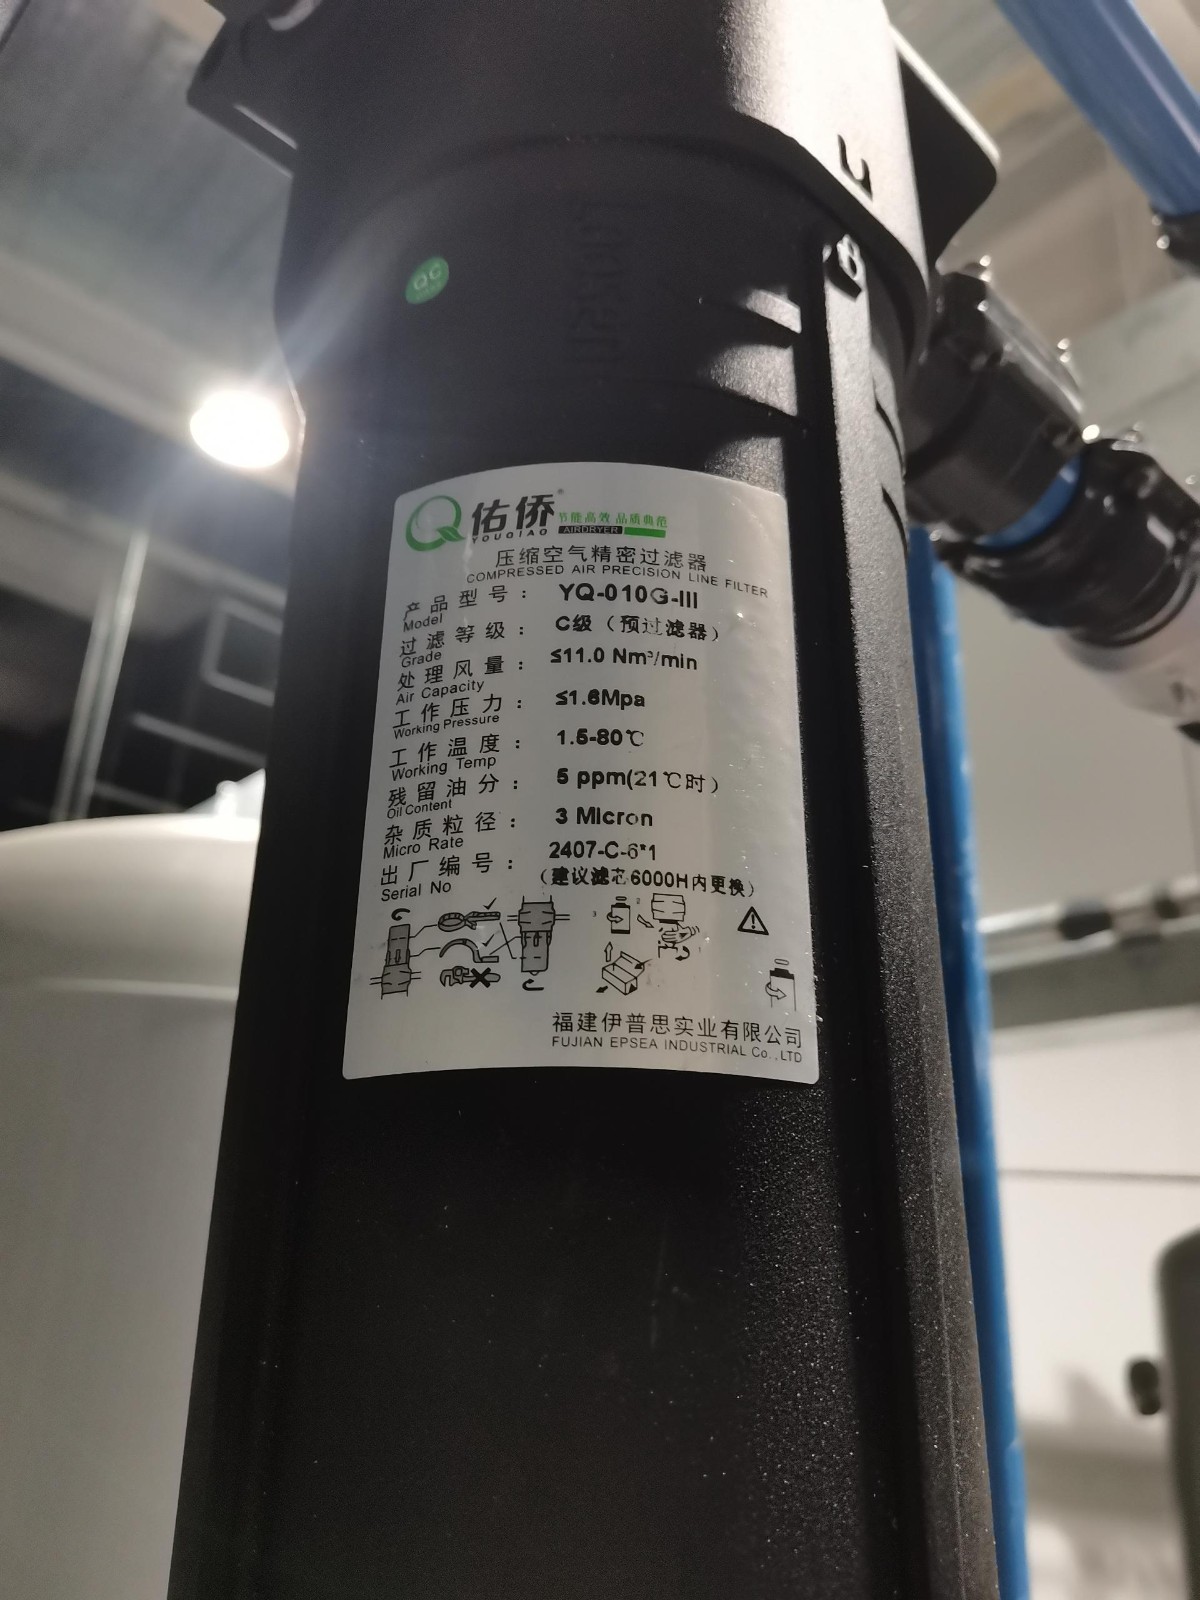 QC
佑侨®
YOUQIAO
节能高效 品质典范
AIRDRYER
压缩空气精密过滤器
COMPRESSED AIR PRECISION LINE FILTER
产品型号: YQ-010G-III
Model
过滤等级: C级（预过滤器）
Grade
处理风量: ≤11.0 Nm³/min
Air Capacity
工作压力: ≤1.6Mpa
Working Pressure
工作温度: 1.5-80℃
Working Temp
残留油分: 5 ppm(21℃时)
Oil Content
杂质粒径: 3 Micron
Micro Rate
出厂编号: 2407-C-6*1
Serial No
（建议滤芯6000H内更换）
福建伊普思实业有限公司
FUJIAN EPSEA INDUSTRIAL Co.,LTD